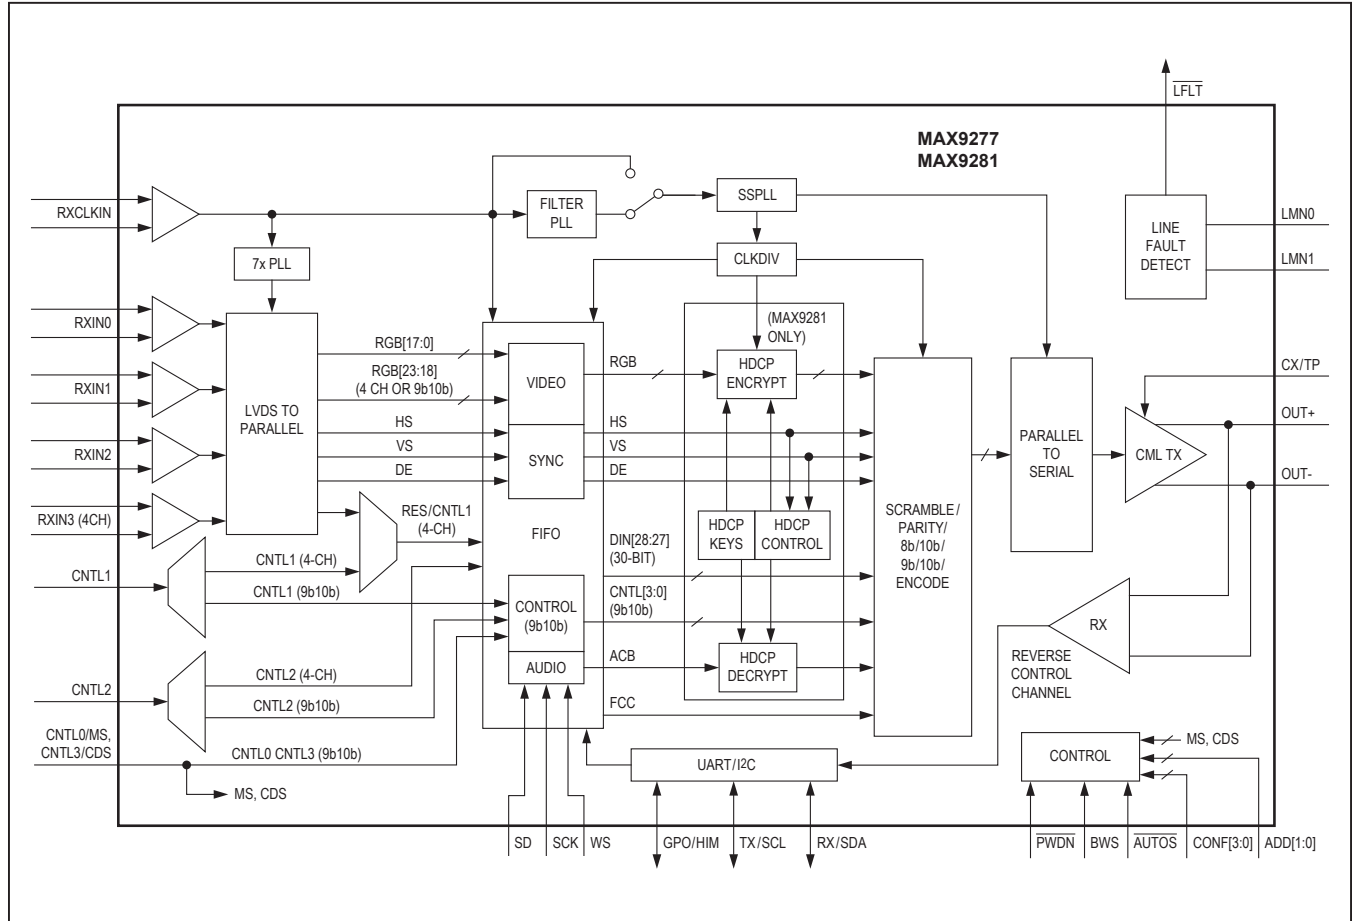 LFLT
MAX9277
MAX9281
RXCLKIN
FILTER
PLL
SSPLL
LINE
FAULT
DETECT
LMN0
LMN1
7x PLL
CLKDIV
RXIN0
RXIN1
RXIN2
RXIN3 (4CH)
LVDS TO
PARALLEL
RGB[17:0]
RGB[23:18]
(4 CH OR 9b10b)
HS
VS
DE
VIDEO
SYNC
FIFO
RGB
HS
VS
DE
(MAX9281
ONLY)
HDCP
ENCRYPT
HDCP
KEYS
HDCP
CONTROL
SCRAMBLE/
PARITY/
8b/10b/
9b/10b/
ENCODE
PARALLEL
TO
SERIAL
CML TX
CX/TP
OUT+
OUT-
RES/CNTL1
(4-CH)
CNTL1
CNTL1 (4-CH)
CNTL1 (9b10b)
CONTROL
(9b10b)
AUDIO
DIN[28:27]
(30-BIT)
CNTL[3:0]
(9b10b)
ACB
FCC
HDCP
DECRYPT
RX
REVERSE
CONTROL
CHANNEL
CNTL2
CNTL2 (4-CH)
CNTL2 (9b10b)
CNTL0/MS,
CNTL3/CDS
CNTL0 CNTL3 (9b10b)
MS, CDS
UART/I2C
CONTROL
MS, CDS
SD
SCK
WS
GPO/HIM
TX/SCL
RX/SDA
PWDN
BWS
AUTOS
CONF[3:0]
ADD[1:0]